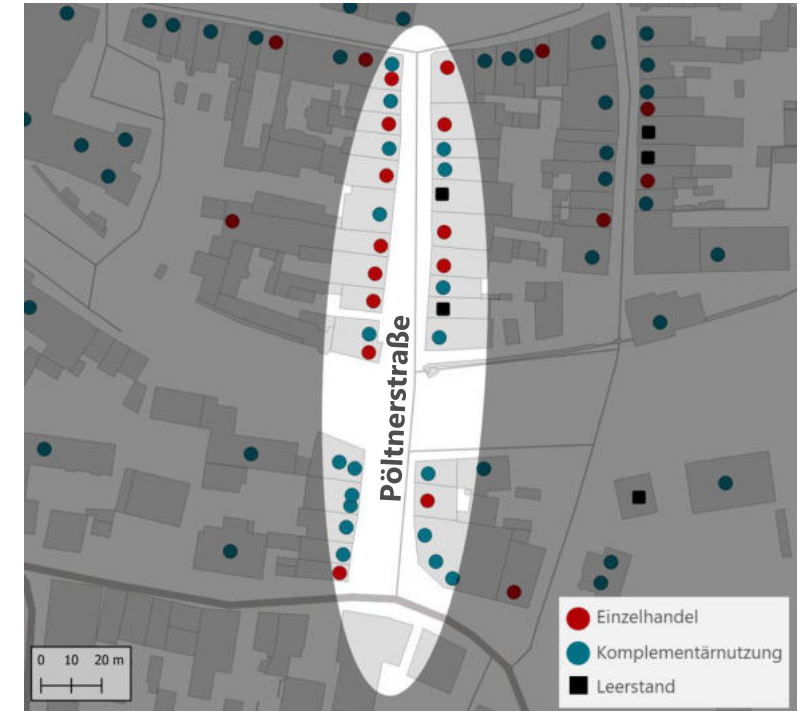 Pöltnerstraße
Einzelhandel
Komplementärnutzung
Leerstand
0 10 20 m